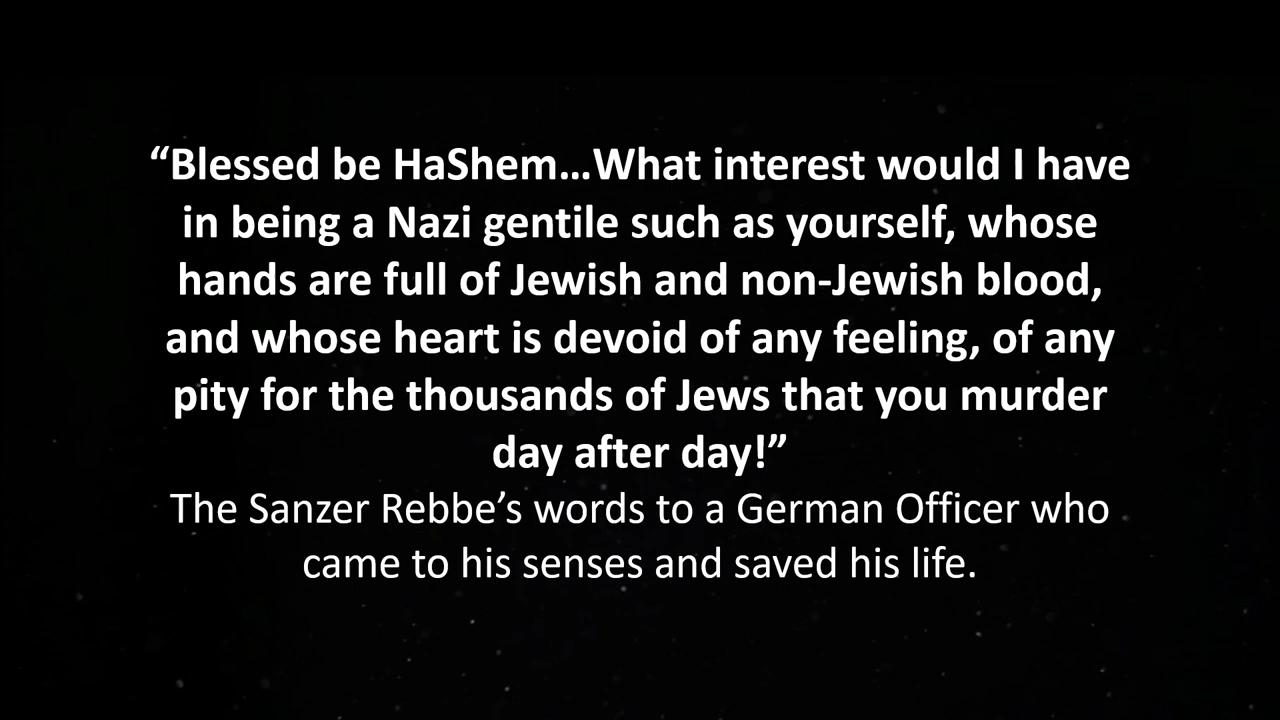 “Blessed be HaShem…What interest would I have
in being a Nazi gentile such as yourself, whose
hands are full of Jewish and non-Jewish blood,
and whose heart is devoid of any feeling, of any
pity for the thousands of Jews that you murder
day after day!”
The Sanzer Rebbe’s words to a German Officer who
came to his senses and saved his life.